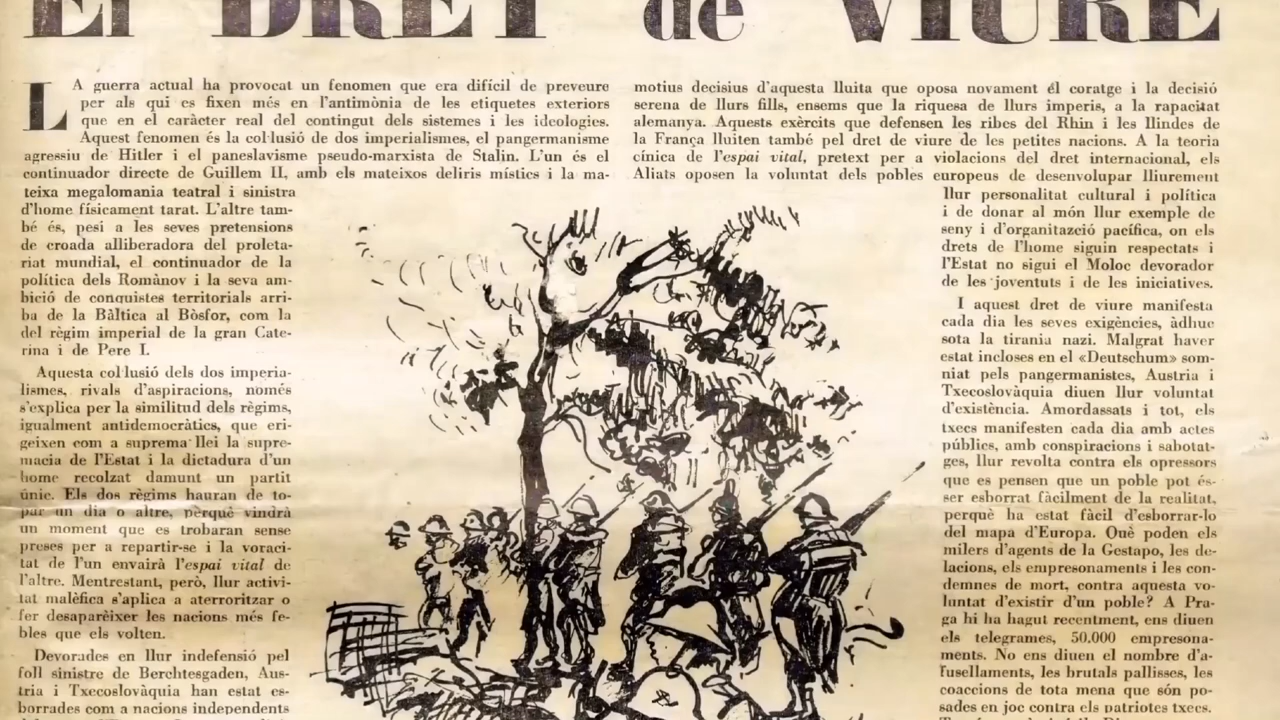 El DRET de VIURE
LA guerra actual ha provocat un fenomen que era difícil de preveure
per als qui es fixen més en l'antimònia de les etiquetes exteriors
que en el caràcter real del contingut dels sistemes i les ideologies.
Aquest fenomen és la col·lusió de dos imperialismes, el pangermanisme
agressiu de Hitler i el paneslavisme pseudo-marxista de Stalin. L'un és el
continuador directe de Guillem II, amb els mateixos deliris místics i la ma-
teixa megalomania teatral i sinistra
d'home físicament tarat. L'altre tam-
bé és, pesi a les seves pretensions
de croada alliberadora del proleta-
riat mundial, el continuador de la
política dels Romànov i la seva am-
bició de conquistes territorials arri-
ba de la Bàltica al Bòsfor, com la
del règim imperial de la gran Cate-
rina i de Pere I.
Aquesta col·lusió dels dos imperia-
lismes, rivals d'aspiracions, només
s'explica per la similitud dels règims,
igualment antidemocràtics, que eri-
geixen com a suprema llei la supre-
macia de l'Estat i la dictadura d'un
home recolzat damunt un partit
únic. Els dos règims hauran de to-
par un dia o altre, perquè vindrà
un moment que es trobaran sense
preses per a repartir-se i la voraci-
tat de l'un envairà l'espai vital de
l'altre. Mentrestant, però, llur activi-
tat malèfica s'aplica a aterroritzar o
fer desaparèixer les nacions més fe-
bles que els volten.
Devorades en llur indefensió pel
foll sinistre de Berchtesgaden, Aus-
tria i Txecoslovàquia han estat es-
borrades com a nacions independents
motius decisius d'aquesta lluita que oposa novament él coratge i la decisió
serena de llurs fills, ensems que la riquesa de llurs imperis, a la rapacitat
alemanya. Aquests exèrcits que defensen les ribes del Rhin i les llindes de
la França lluiten també pel dret de viure de les petites nacions. A la teoria
cínica de l'espai vital, pretext per a violacions del dret internacional, els
Aliats oposen la voluntat dels pobles europeus de desenvolupar lliurement
llur personalitat cultural i política
i de donar al món llur exemple de
seny i d'organitazció pacífica, on els
drets de l'home siguin respectats i
l'Estat no sigui el Moloc devorador
de les joventuts i de les iniciatives.
I aquest dret de viure manifesta
cada dia les seves exigències, àdhuc
sota la tirania nazi. Malgrat haver
estat incloses en el «Deutschum» som-
niat pels pangermanistes, Austria i
Txecoslovàquia diuen llur voluntat
d'existència. Amordassats i tot, els
txecs manifesten cada dia amb actes
públics, amb conspiracions i sabotat-
ges, llur revolta contra els opressors
que es pensen que un poble pot és-
ser esborrat fàcilment de la realitat,
perquè ha estat fàcil d'esborrar-lo
del mapa d'Europa. Què poden els
milers d'agents de la Gestapo, les de-
lacions, els empresonaments i les con-
demnes de mort, contra aquesta vo-
luntat d'existir d'un poble? A Pra-
ga hi ha hagut recentment, ens diuen
els telegrames, 50.000 empresona-
ments. No ens diuen el nombre d'a-
fusellaments, les brutals pallisses, les
coaccions de tota mena que són po-
sades en joc contra els patriotes txecs.